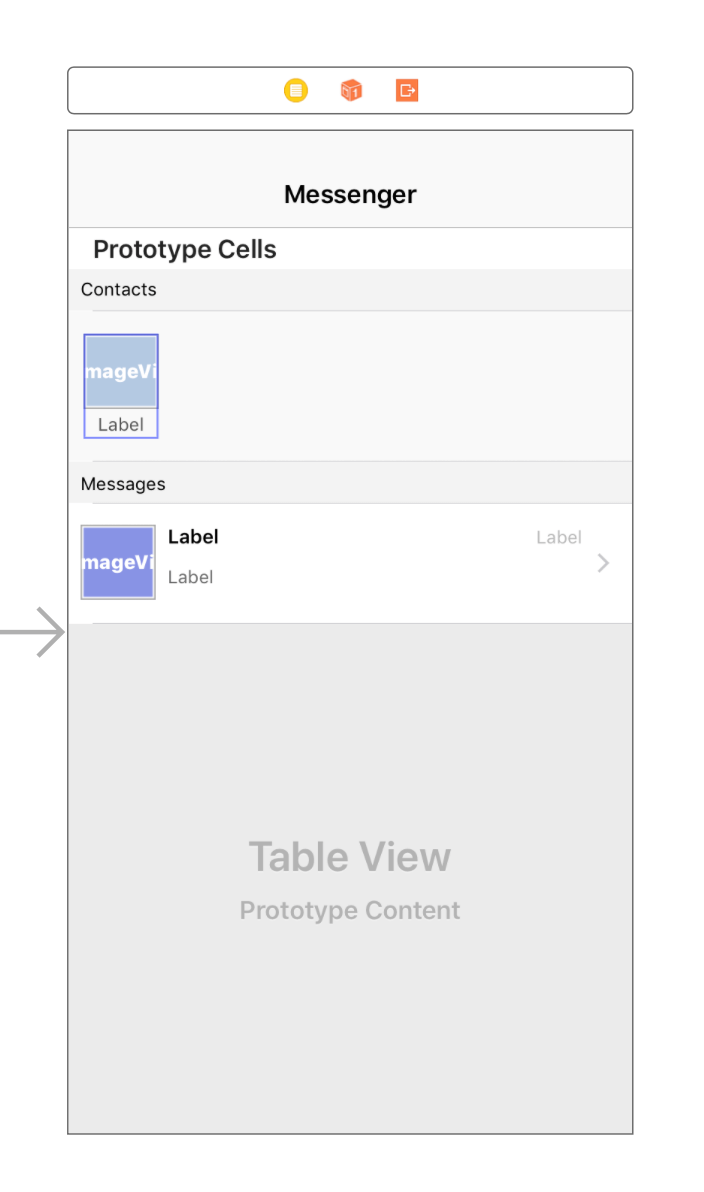 Messenger
Prototype Cells
Contacts
mageVi
Label
Messages
Label
Label
mageVi
Label
Table View
Prototype Content